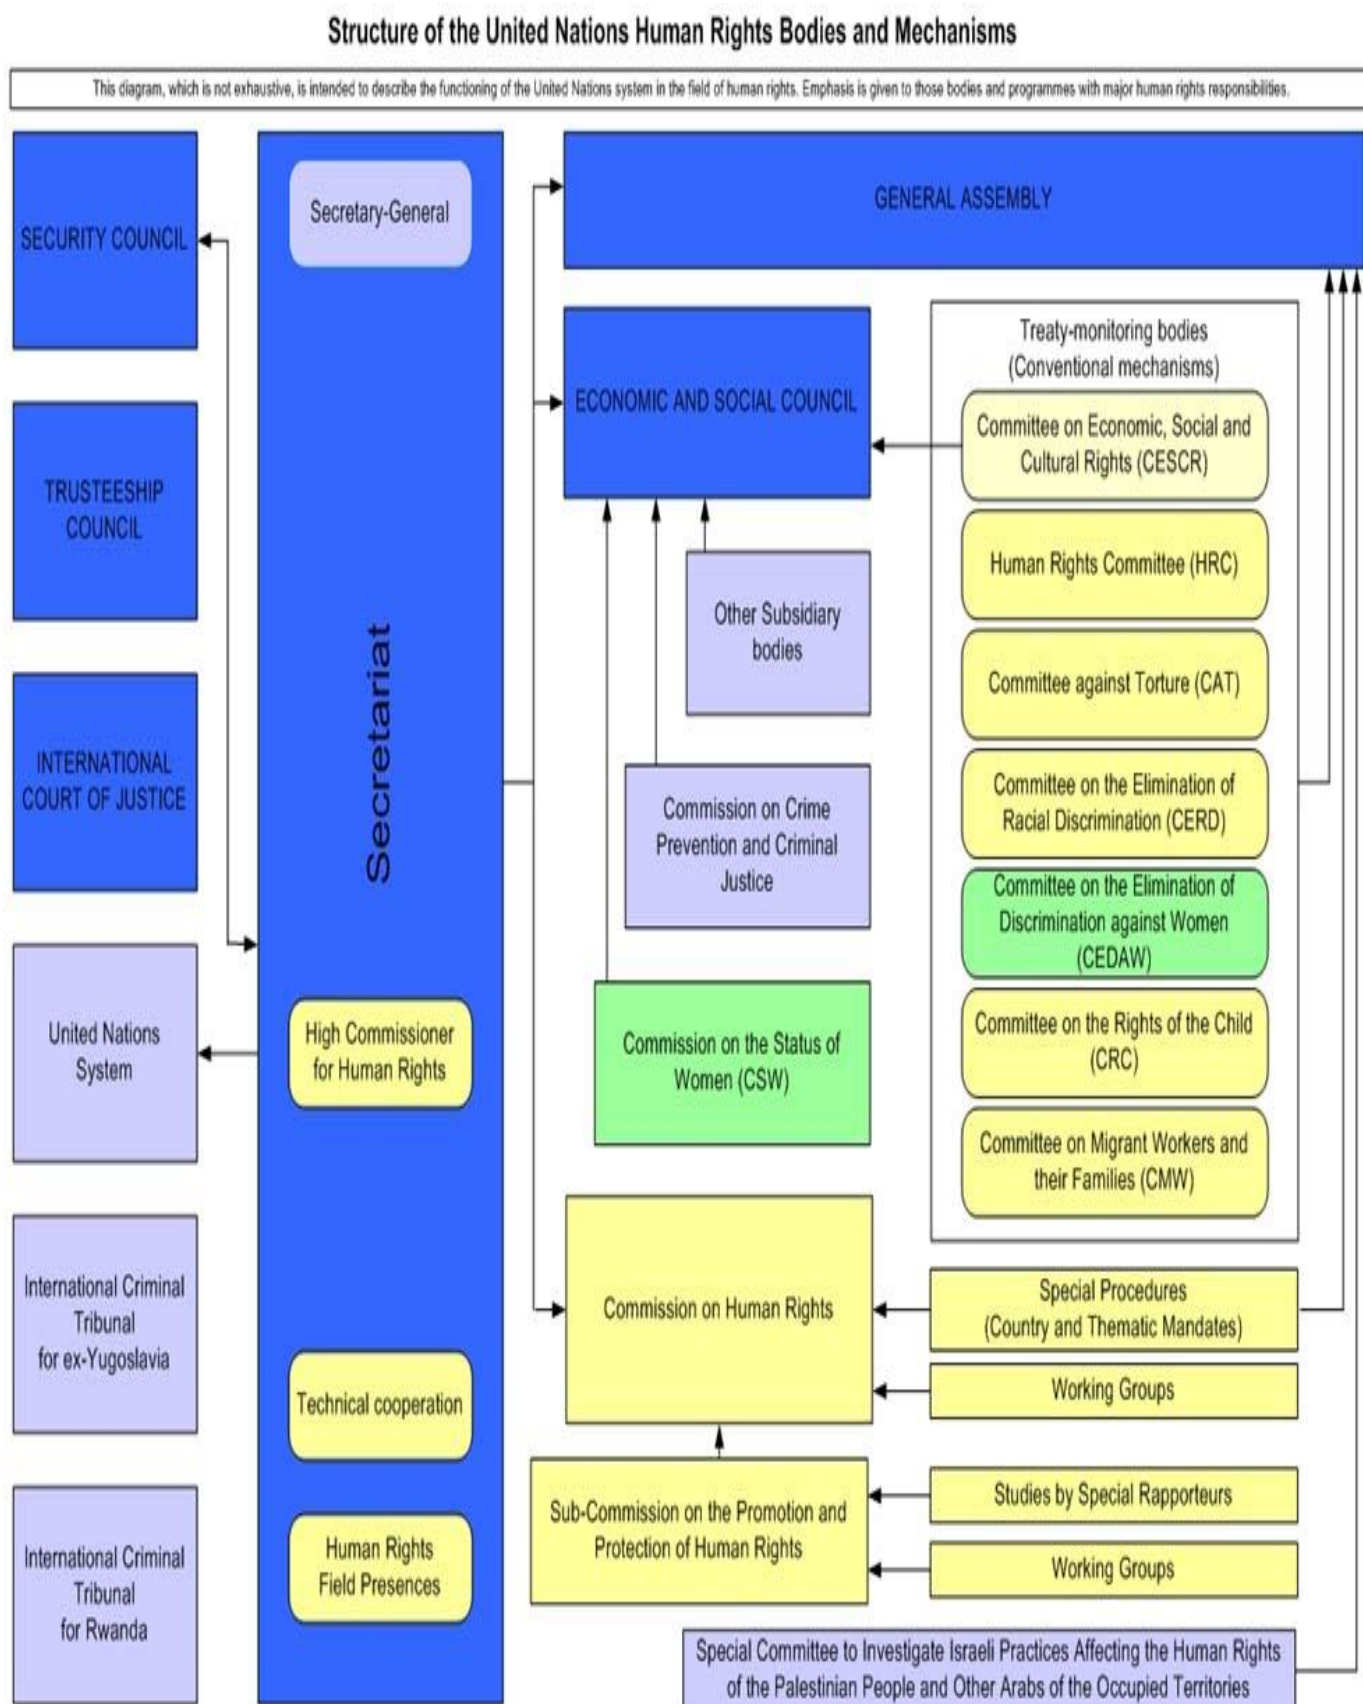 Structure of the United Nations Human Rights Bodies and Mechanisms
This diagram, which is not exhaustive, is intended to describe the functioning of the United Nations system in the field of human rights. Emphasis is given to those bodies and programmes with major human rights responsibilities.
SECURITY COUNCIL
TRUSTEESHIP
COUNCIL
INTERNATIONAL
COURT OF JUSTICE
United Nations
System
International Criminal
Tribunal
for ex-Yugoslavia
International Criminal
Tribunal
for Rwanda
Secretary-General
Secretariat
High Commissioner
for Human Rights
Technical cooperation
Human Rights
Field Presences
GENERAL ASSEMBLY
ECONOMIC AND SOCIAL COUNCIL
Other Subsidiary
bodies
Commission on Crime
Prevention and Criminal
Justice
Commission on the Status of
Women (CSW)
Commission on Human Rights
Sub-Commission on the Promotion and
Protection of Human Rights
Treaty-monitoring bodies
(Conventional mechanisms)
Committee on Economic, Social and
Cultural Rights (CESCR)
Human Rights Committee (HRC)
Committee against Torture (CAT)
Committee on the Elimination of
Racial Discrimination (CERD)
Committee on the Elimination of
Discrimination against Women
(CEDAW)
Committee on the Rights of the Child
(CRC)
Committee on Migrant Workers and
their Families (CMW)
Special Procedures
(Country and Thematic Mandates)
Working Groups
Studies by Special Rapporteurs
Working Groups
Special Committee to Investigate Israeli Practices Affecting the Human Rights
of the Palestinian People and Other Arabs of the Occupied Territories